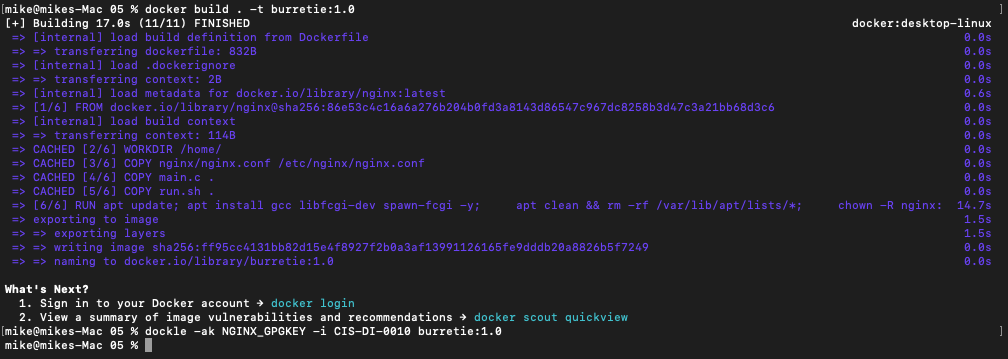 [mike@mikes-Mac 05 % docker build . -t burretie:1.0 ]
[+] Building 17.0s (11/11) FINISHED docker:desktop-linux
=> [internal] load build definition from Dockerfile 0.0s
=> => transferring dockerfile: 832B 0.0s
=> [internal] load .dockerignore 0.0s
=> => transferring context: 2B 0.0s
=> [internal] load metadata for docker.io/library/nginx:latest 0.6s
=> [1/6] FROM docker.io/library/nginx@sha256:86e53c4c16a6a276b204b0fd3a8143d86547c967dc8258b3d47c3a21bb68d3c6 0.0s
=> [internal] load build context 0.0s
=> => transferring context: 114B 0.0s
=> CACHED [2/6] WORKDIR /home/ 0.0s
=> CACHED [3/6] COPY nginx/nginx.conf /etc/nginx/nginx.conf 0.0s
=> CACHED [4/6] COPY main.c . 0.0s
=> CACHED [5/6] COPY run.sh . 0.0s
=> [6/6] RUN apt update; apt install gcc libfcgi-dev spawn-fcgi -y; apt clean && rm -rf /var/lib/apt/lists/*; chown -R nginx: 14.7s
=> exporting to image 1.5s
=> => exporting layers 1.5s
=> => writing image sha256:ff95cc4131bb82d15e4f8927f2b0a3af13991126165fe9dddb20a8826b5f7249 0.0s
=> => naming to docker.io/library/burretie:1.0 0.0s
What's Next?
1. Sign in to your Docker account → docker login
2. View a summary of image vulnerabilities and recommendations → docker scout quickview
[mike@mikes-Mac 05 % dockle -ak NGINX_GPGKEY -i CIS-DI-0010 burretie:1.0 ]
mike@mikes-Mac 05 %